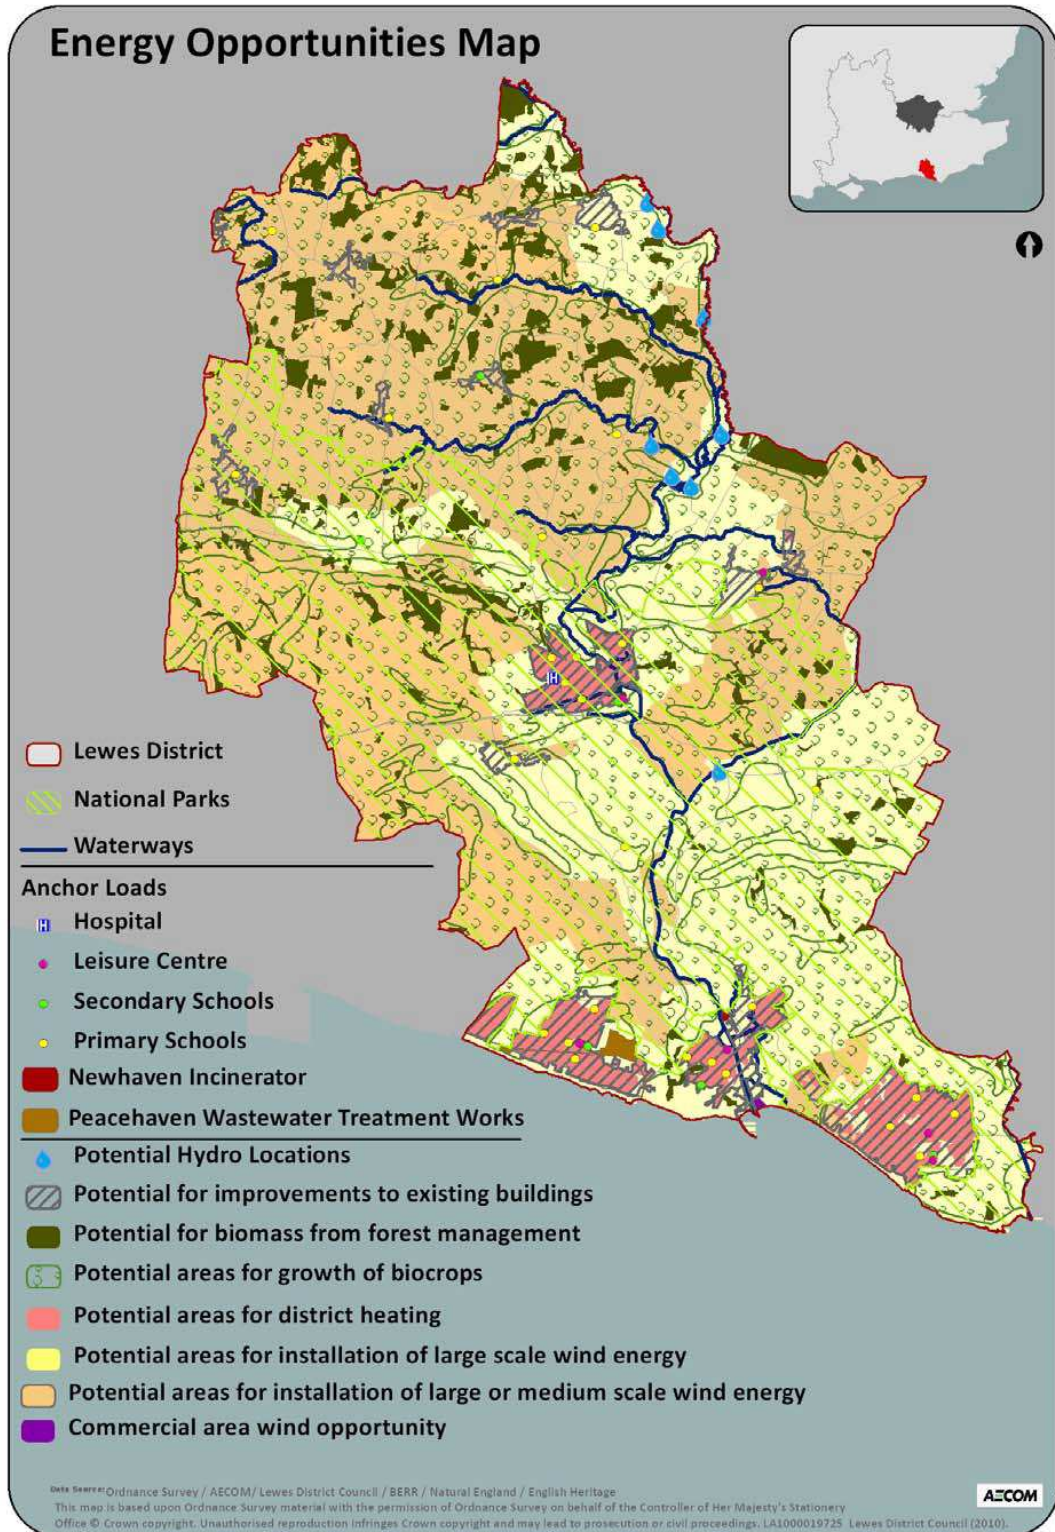 Energy Opportunities Map
H
Lewes District
National Parks
Waterways
Anchor Loads
H Hospital
Leisure Centre
Secondary Schools
Primary Schools
Newhaven Incinerator
Peacehaven Wastewater Treatment Works
Potential Hydro Locations
Potential for improvements to existing buildings
Potential for biomass from forest management
Potential areas for growth of biocrops
Potential areas for district heating
Potential areas for installation of large scale wind energy
Potential areas for installation of large or medium scale wind energy
Commercial area wind opportunity
Data Source: Ordnance Survey / AECOM/ Lewes District Council / BERR / Natural England / English Heritage
This map is based upon Ordnance Survey material with the permission of Ordnance Survey on behalf of the Controller of Her Majesty's Stationery
Office © Crown copyright. Unauthorised reproduction infringes Crown copyright and may lead to prosecution or civil proceedings. LA1000019725 Lewes District Council (2010).
AECOM